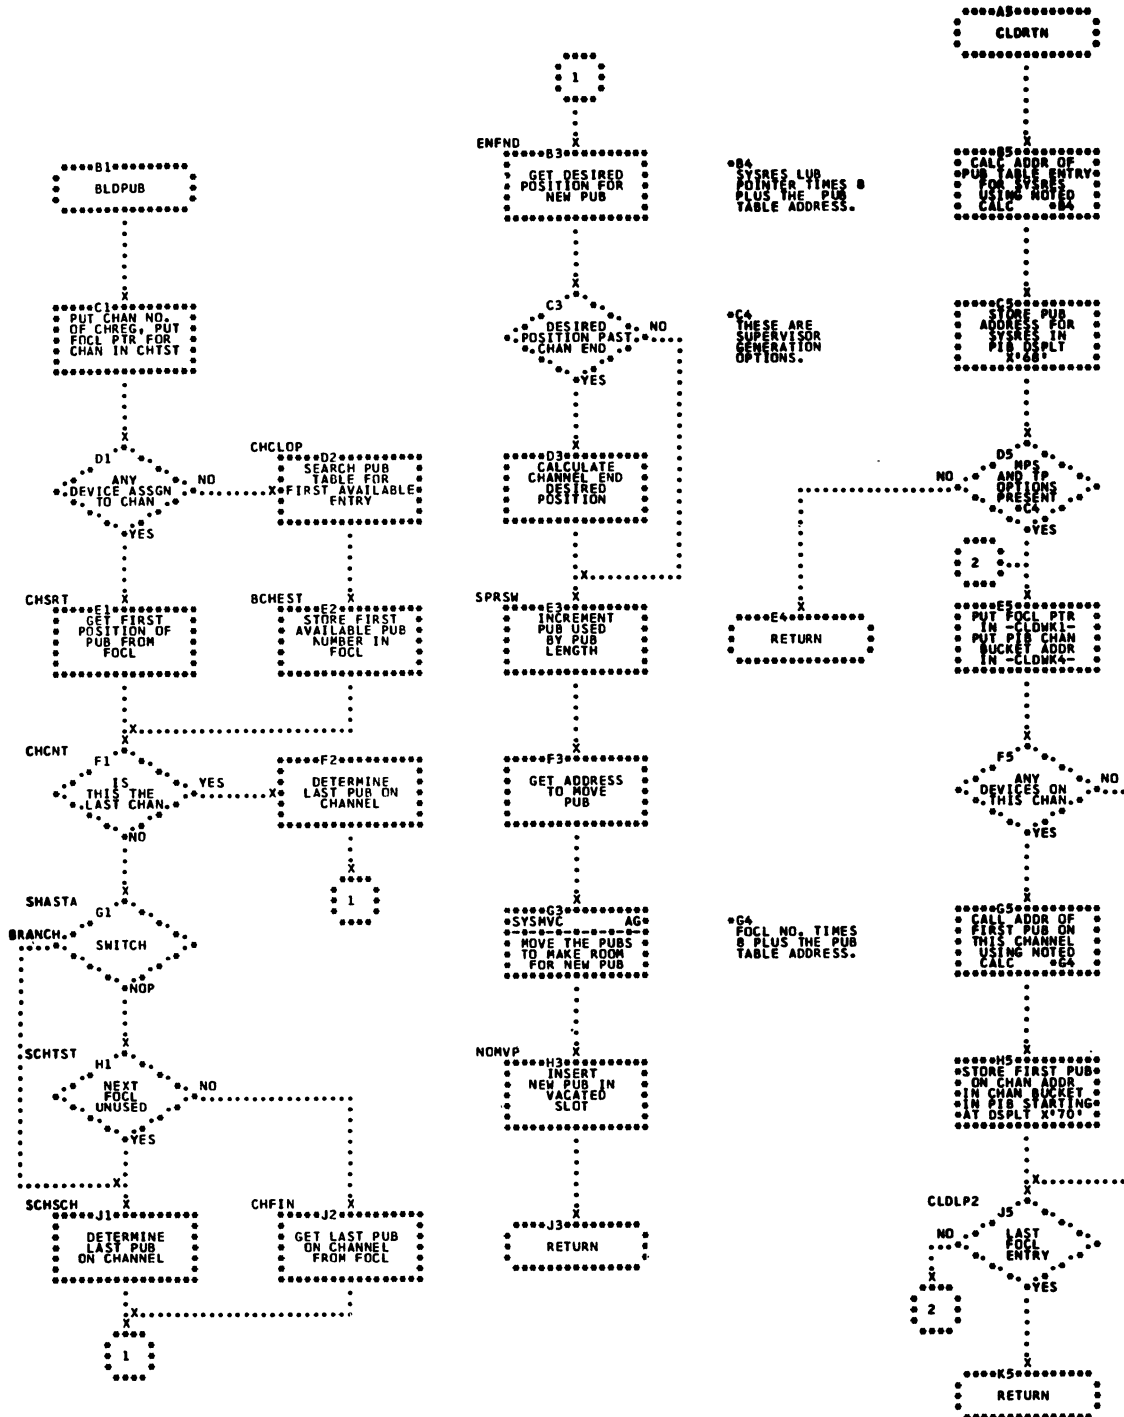 B1
BLDPUB
C1
PUT CHAN NO.
OF CHREG, PUT
FOCL PTR FOR
CHAN IN CHTST
D1
ANY
DEVICE ASSGN
TO CHAN
NO
YES
CHCLOP
D2
SEARCH PUB
TABLE FOR
FIRST AVAILABLE
ENTRY
CHSRT
E1
GET FIRST
POSITION OF
PUB FROM
FOCL
BCHEST
E2
STORE FIRST
AVAILABLE PUB
NUMBER IN
FOCL
CHCNT
F1
IS
THIS THE
LAST CHAN.
YES
NO
F2
DETERMINE
LAST PUB ON
CHANNEL
1
SHASTA
G1
SWITCH
BRANCH
NOP
SCHTST
H1
NEXT
FOCL
UNUSED
NO
YES
SCHSCH
J1
DETERMINE
LAST PUB
ON CHANNEL
CHFIN
J2
GET LAST PUB
ON CHANNEL
FROM FOCL
1
1
ENFND
B3
GET DESIRED
POSITION FOR
NEW PUB
C3
DESIRED
POSITION PAST
CHAN END
NO
YES
D3
CALCULATE
CHANNEL END
DESIRED
POSITION
SPRSW
E3
INCREMENT
PUB USED
BY PUB
LENGTH
F3
GET ADDRESS
TO MOVE
PUB
G3
SYSMVC AG
MOVE THE PUBS
TO MAKE ROOM
FOR NEW PUB
NOMVP
H3
INSERT
NEW PUB IN
VACATED
SLOT
J3
RETURN
*B4
SYSRES LUB
POINTER TIMES 8
PLUS THE PUB
TABLE ADDRESS.
*C4
THESE ARE
SUPERVISOR
GENERATION
OPTIONS.
E4
RETURN
*G4
FOCL NO. TIMES
8 PLUS THE PUB
TABLE ADDRESS.
A5
CLDRTN
B5
CALC ADDR OF
PUB TABLE ENTRY
FOR SYSRES
USING NOTED
CALC *B4
C5
STORE PUB
ADDRESS FOR
SYSRES IN
PIB DSPLT
X'68'
D5
MPS
AND TP
OPTIONS
PRESENT
*C4
NO
YES
2
E5
PUT FOCL PTR
IN -CLDWK1-
PUT PIB CHAN
BUCKET ADDR
IN -CLDWK4-
F5
ANY
DEVICES ON
THIS CHAN
NO
YES
G5
CALL ADDR OF
FIRST PUB ON
THIS CHANNEL
USING NOTED
CALC *G4
H5
STORE FIRST PUB
ON CHAN ADDR
IN CHAN BUCKET
IN PIB STARTING
AT DSPLT X'70'
CLDLP2
J5
LAST
FOCL
ENTRY
NO
YES
2
K5
RETURN